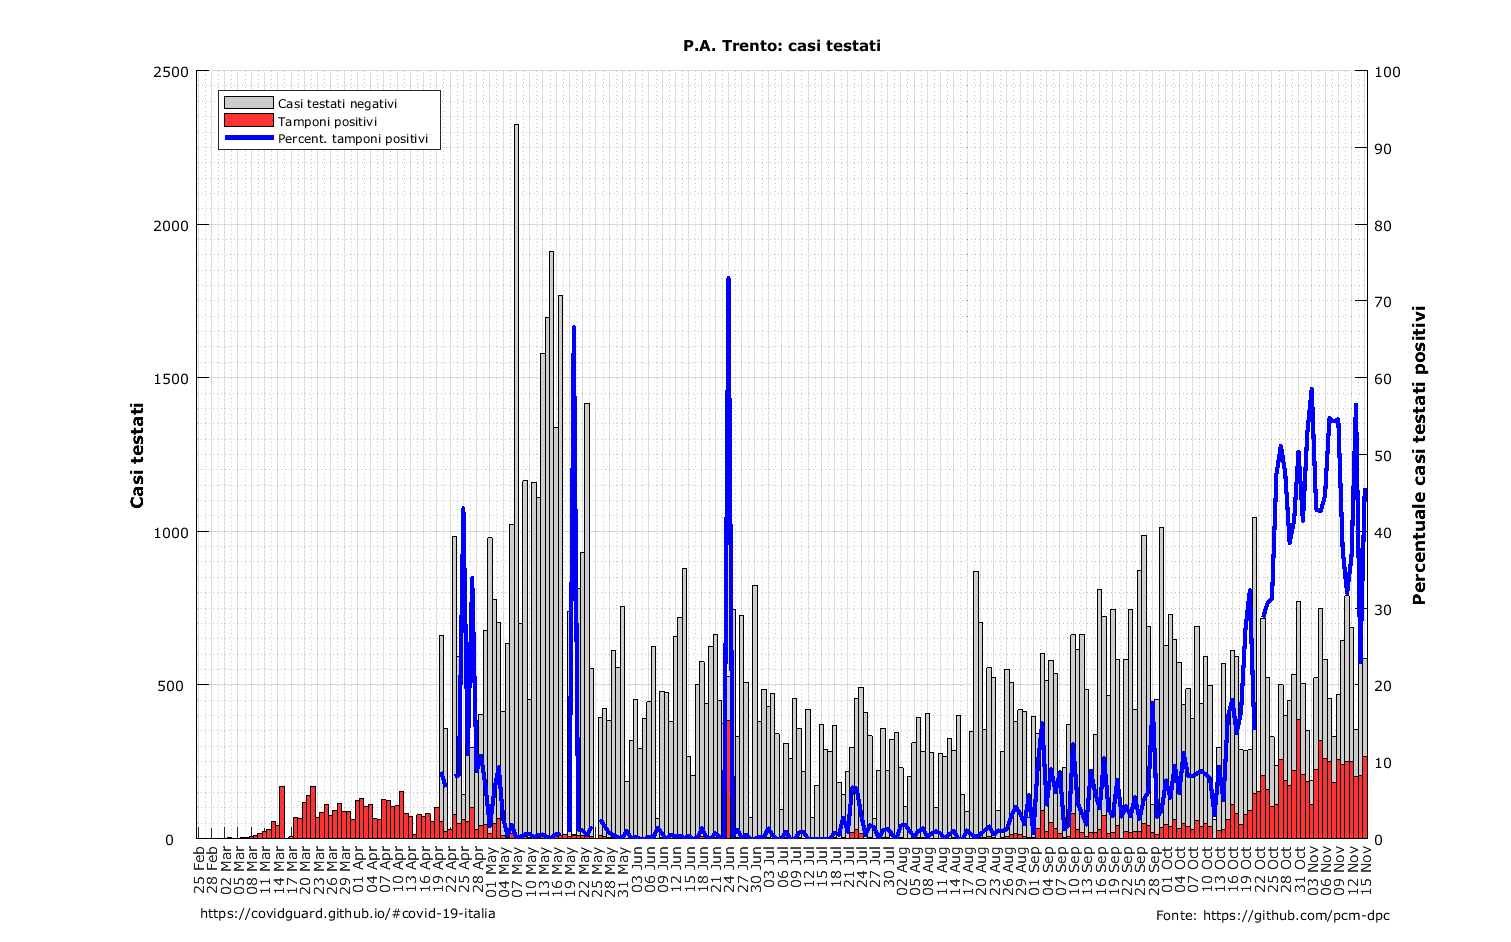 P.A. Trento: casi testati
2500
2000
1500
1000
500
0
Casi testati
Casi testati negativi
Tamponi positivi
Percent. tamponi positivi
100
90
80
70
60
50
40
30
20
10
0
Percentuale casi testati positivi
25 Feb
28 Feb
02 Mar
05 Mar
08 Mar
11 Mar
14 Mar
17 Mar
20 Mar
23 Mar
26 Mar
29 Mar
01 Apr
04 Apr
07 Apr
10 Apr
13 Apr
16 Apr
19 Apr
22 Apr
25 Apr
28 Apr
01 May
04 May
07 May
10 May
13 May
16 May
19 May
22 May
25 May
28 May
31 May
03 Jun
06 Jun
09 Jun
12 Jun
15 Jun
18 Jun
21 Jun
24 Jun
27 Jun
30 Jun
03 Jul
06 Jul
09 Jul
12 Jul
15 Jul
18 Jul
21 Jul
24 Jul
27 Jul
30 Jul
02 Aug
05 Aug
08 Aug
11 Aug
14 Aug
17 Aug
20 Aug
23 Aug
26 Aug
29 Aug
01 Sep
04 Sep
07 Sep
10 Sep
13 Sep
16 Sep
19 Sep
22 Sep
25 Sep
28 Sep
01 Oct
04 Oct
07 Oct
10 Oct
13 Oct
16 Oct
19 Oct
22 Oct
25 Oct
28 Oct
31 Oct
03 Nov
06 Nov
09 Nov
12 Nov
15 Nov
https://covidguard.github.io/#covid-19-italia
Fonte: https://github.com/pcm-dpc